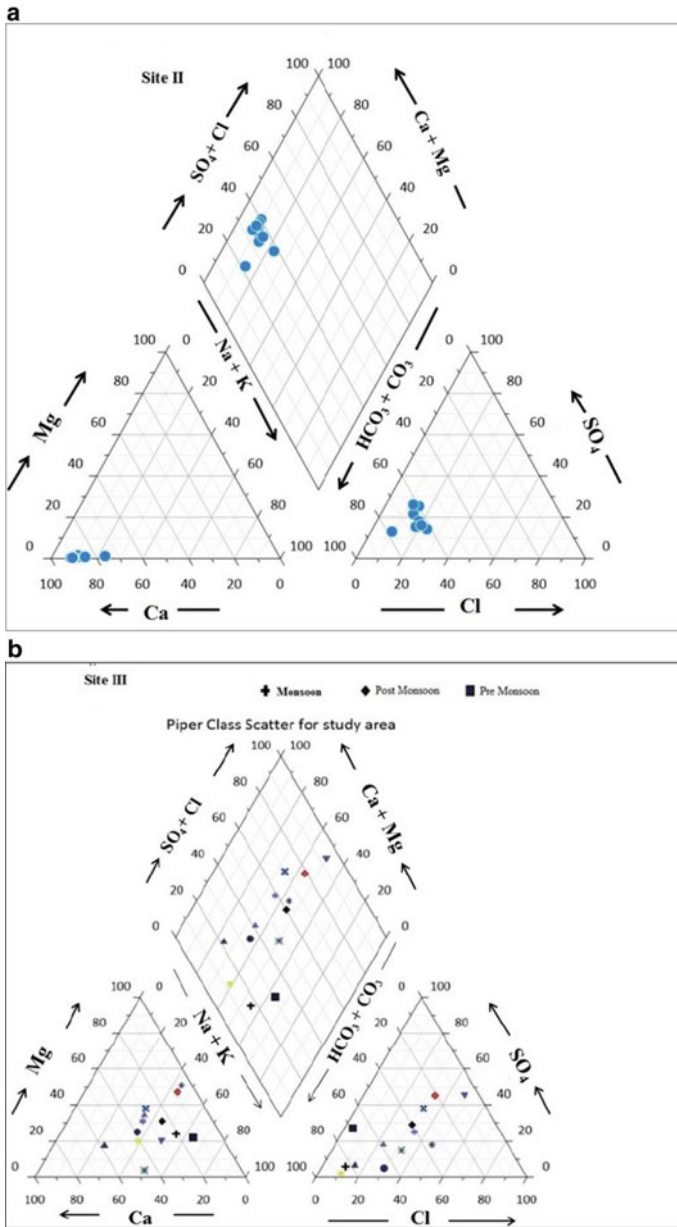 a
Site II
100 100
80 80
60 60
40 40
20 20
0 0
SO₄ + Cl
Ca + Mg
Na + K
HCO₃ + CO₃
100 0
80 20
60 40
40 60
20 80
0 100
Mg
100 80 60 40 20 0
Ca
100 0
80 20
60 40
40 60
20 80
0 100
SO₄
0 20 40 60 80 100
Cl
b
Site III
Monsoon Post Monsoon Pre Monsoon
Piper Class Scatter for study area
100 100
80 80
60 60
40 40
20 20
0 0
SO₄ + Cl
Ca + Mg
Na + K
HCO₃ + CO₃
100 0
80 20
60 40
40 60
20 80
0 100
Mg
100 80 60 40 20 0
Ca
100 0
80 20
60 40
40 60
20 80
0 100
SO₄
0 20 40 60 80 100
Cl